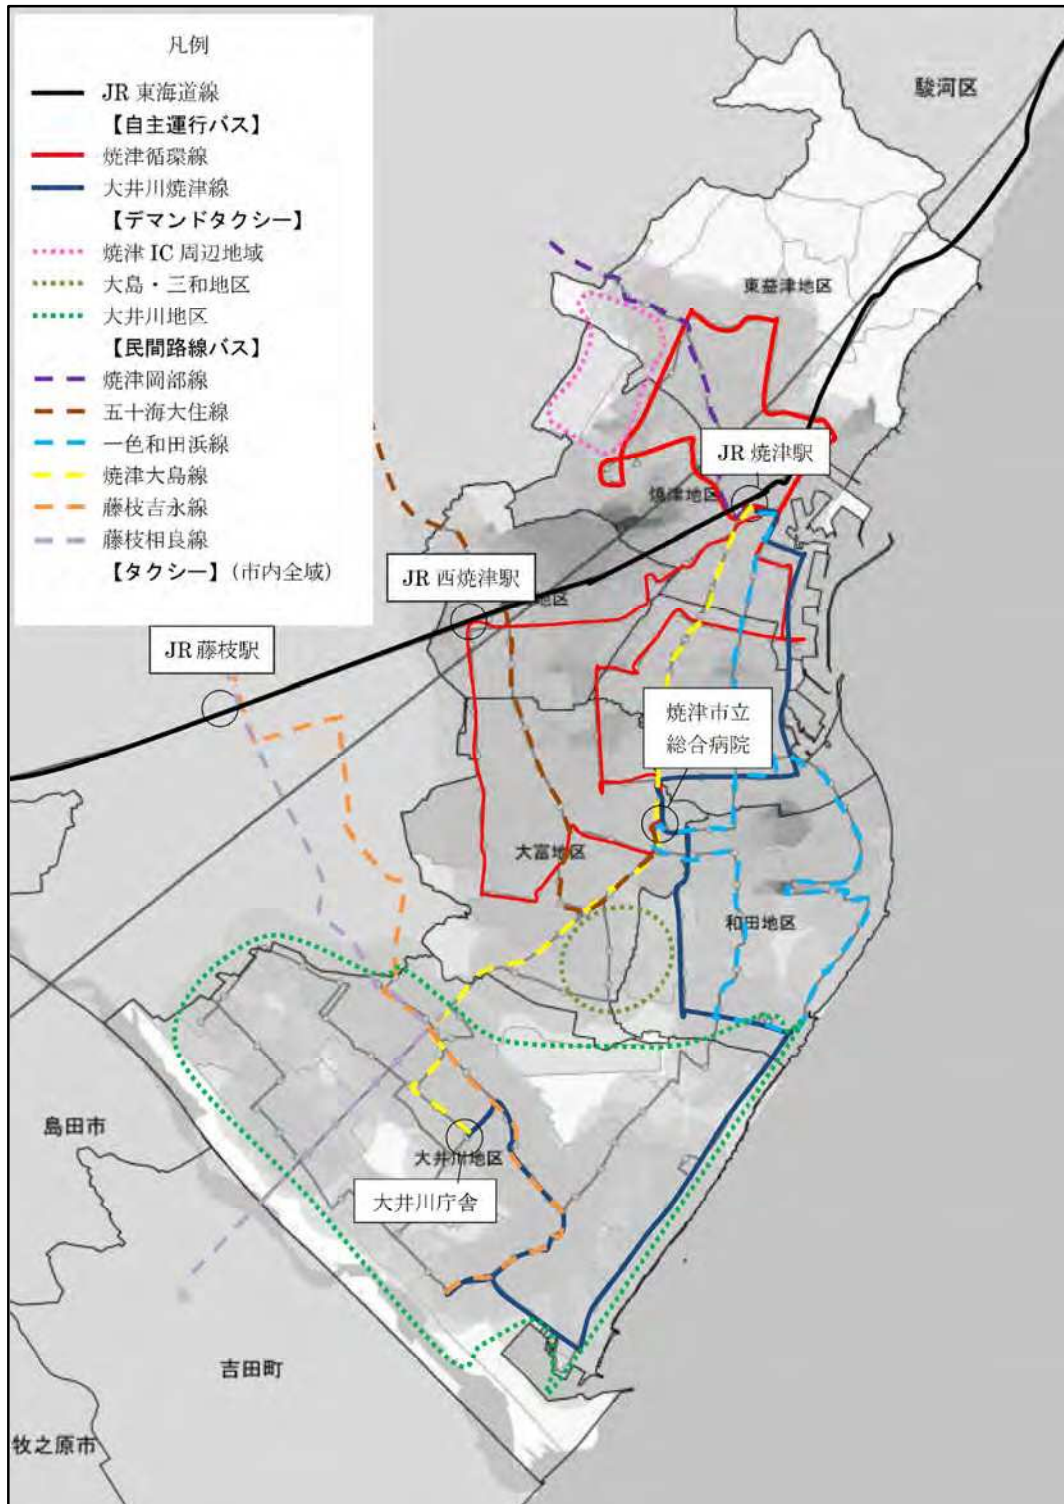 凡例
JR 東海道線
【自主運行バス】
焼津循環線
大井川焼津線
【デマンドタクシー】
焼津 IC 周辺地域
大島・三和地区
大井川地区
【民間路線バス】
焼津岡部線
五十海大住線
一色和田浜線
焼津大島線
藤枝吉永線
藤枝相良線
【タクシー】(市内全域)
駿河区
東益津地区
JR 焼津駅
焼津地区
JR 西焼津駅
地区
JR 藤枝駅
焼津市立
総合病院
大富地区
和田地区
島田市
大井川地区
大井川庁舎
吉田町
牧之原市